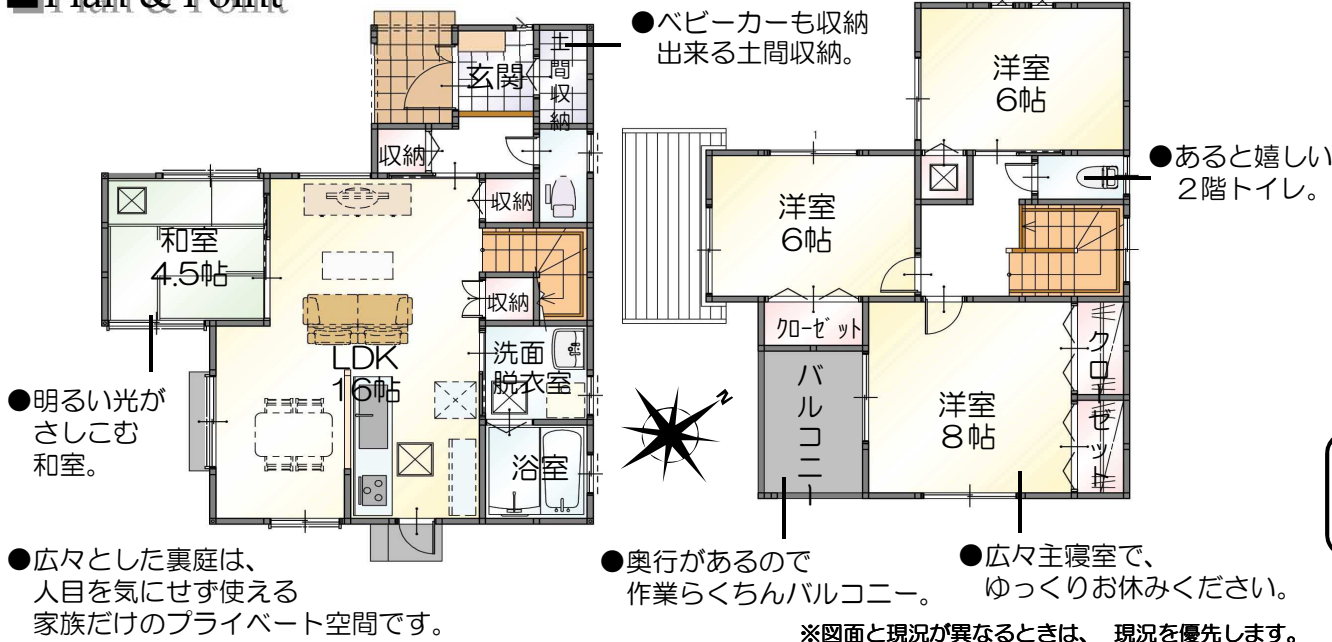 ■Plan & Point
●ベビーカーも収納
出来る土間収納。
玄関
土間収納
収納
収納
和室
4.5帖
収納
LDK
16帖
洗面
脱衣室
浴室
洋室
6帖
洋室
6帖
●あると嬉しい
２階トイレ。
クローゼット
バルコニー
洋室
8帖
クロゼット
N
●明るい光が
さしこむ
和室。
●広々とした裏庭は、
人目を気にせず使える
家族だけのプライベート空間です。
●奥行があるので
作業らくちんバルコニー。
●広々主寝室で、
ゆっくりお休みください。
※図面と現況が異なるときは、　現況を優先します。